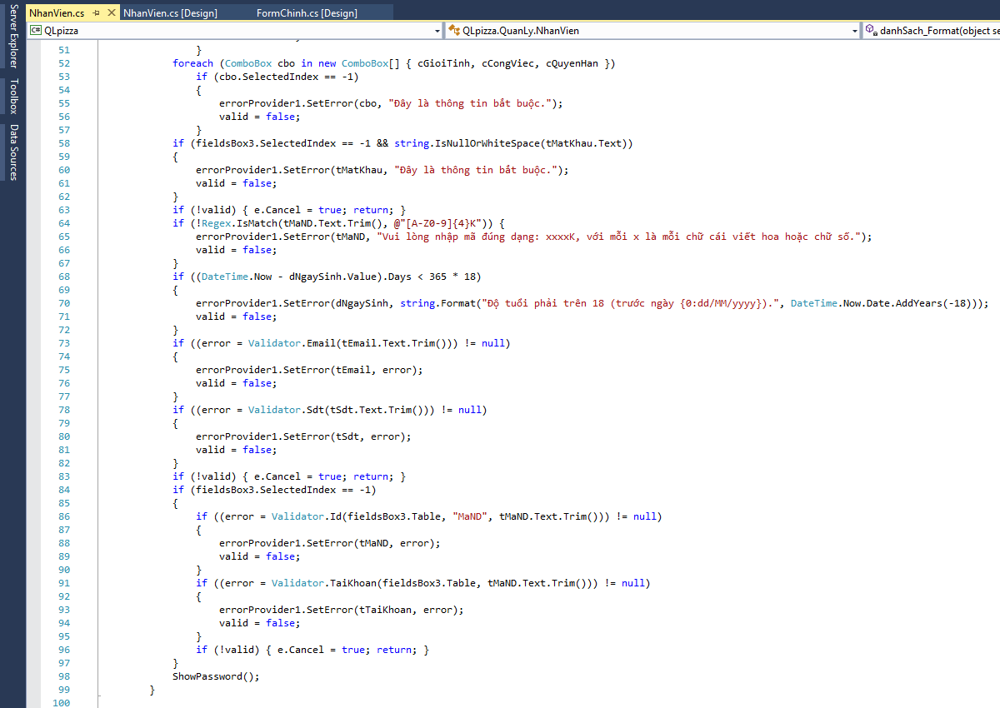 Server Explorer
Toolbox
Data Sources
NhanVien.cs
NhanVien.cs [Design]
FormChinh.cs [Design]
C# QLpizza
QLpizza.QuanLy.NhanVien
danhSach_Format(object se
51 }
52 foreach (ComboBox cbo in new ComboBox[] { cGioiTinh, cCongViec, cQuyenHan })
53 if (cbo.SelectedIndex == -1)
54 {
55 errorProvider1.SetError(cbo, "Đây là thông tin bắt buộc.");
56 valid = false;
57 }
58 if (fieldsBox3.SelectedIndex == -1 && string.IsNullOrWhiteSpace(tMatKhau.Text))
59 {
60 errorProvider1.SetError(tMatKhau, "Đây là thông tin bắt buộc.");
61 valid = false;
62 }
63 if (!valid) { e.Cancel = true; return; }
64 if (!Regex.IsMatch(tMaND.Text.Trim(), @"[A-Z0-9]{4}K")) {
65 errorProvider1.SetError(tMaND, "Vui lòng nhập mã đúng dạng: xxxxK, với mỗi x là mỗi chữ cái viết hoa hoặc chữ số.");
66 valid = false;
67 }
68 if ((DateTime.Now - dNgaySinh.Value).Days < 365 * 18)
69 {
70 errorProvider1.SetError(dNgaySinh, string.Format("Độ tuổi phải trên 18 (trước ngày {0:dd/MM/yyyy}).", DateTime.Now.Date.AddYears(-18)));
71 valid = false;
72 }
73 if ((error = Validator.Email(tEmail.Text.Trim())) != null)
74 {
75 errorProvider1.SetError(tEmail, error);
76 valid = false;
77 }
78 if ((error = Validator.Sdt(tSdt.Text.Trim())) != null)
79 {
80 errorProvider1.SetError(tSdt, error);
81 valid = false;
82 }
83 if (!valid) { e.Cancel = true; return; }
84 if (fieldsBox3.SelectedIndex == -1)
85 {
86 if ((error = Validator.Id(fieldsBox3.Table, "MaND", tMaND.Text.Trim())) != null)
87 {
88 errorProvider1.SetError(tMaND, error);
89 valid = false;
90 }
91 if ((error = Validator.TaiKhoan(fieldsBox3.Table, tMaND.Text.Trim())) != null)
92 {
93 errorProvider1.SetError(tTaiKhoan, error);
94 valid = false;
95 }
96 if (!valid) { e.Cancel = true; return; }
97 }
98 ShowPassword();
99 }
100